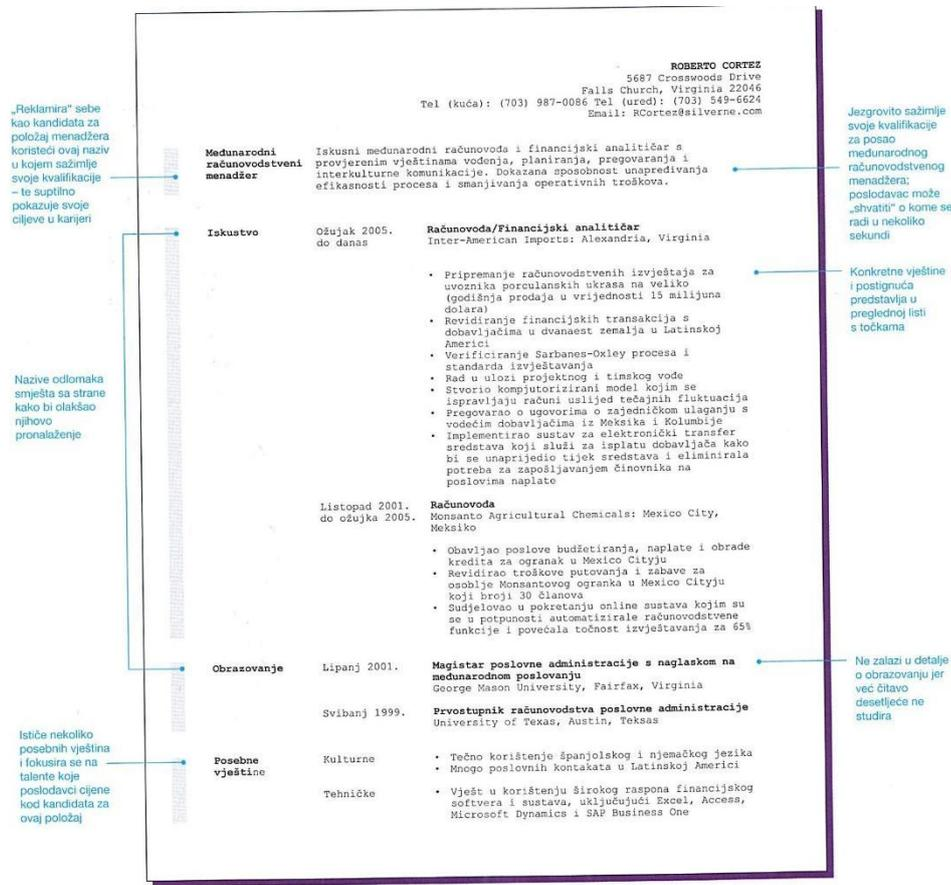 ROBERTO CORTEZ
5687 Crosswoods Drive
Falls Church, Virginia 22046
Tel (kuća): (703) 987-0086 Tel (ured): (703) 549-6624
Email: RCortez@silverne.com
„Reklamira“ sebe
kao kandidata za
položaj menadžera
koristeći ovaj naziv
u kojem sažimlje
svoje kvalifikacije
– te suptilno
pokazuje svoje
ciljeve u karijeri
Međunarodni
računovodstveni
menadžer
Iskusni međunarodni računovođa i financijski analitičar s
provjerenim vještinama vođenja, planiranja, pregovaranja i
interkulturne komunikacije. Dokazana sposobnost unapređivanja
efikasnosti procesa i smanjivanja operativnih troškova.
Jezgrovito sažimlje
svoje kvalifikacije
za posao
međunarodnog
računovodstvenog
menadžera;
poslodavac može
„shvatiti“ o kome se
radi u nekoliko
sekundi
Iskustvo
Ožujak 2005.
do danas
Računovođa/Financijski analitičar
Inter-American Imports: Alexandria, Virginia
• Pripremanje računovodstvenih izvještaja za
uvoznika porculanskih ukrasa na veliko
(godišnja prodaja u vrijednosti 15 milijuna
dolara)
• Revidiranje financijskih transakcija s
dobavljačima u dvanaest zemalja u Latinskoj
Americi
• Verificiranje Sarbanes-Oxley procesa i
standarda izvještavanja
• Rad u ulozi projektnog i timskog vođe
• Stvorio kompjutorizirani model kojim se
ispravljaju računi uslijed tečajnih fluktuacija
• Pregovarao o ugovorima o zajedničkom ulaganju s
vodećim dobavljačima iz Meksika i Kolumbije
• Implementirao sustav za elektronički transfer
sredstava koji služi za isplatu dobavljača kako
bi se unaprijedio tijek sredstava i eliminirala
potreba za zapošljavanjem činovnika na
poslovima naplate
Konkretne vještine
i postignuća
predstavlja u
preglednoj listi
s točkama
Nazive odlomaka
smješta sa strane
kako bi olakšao
njihovo
pronalaženje
Listopad 2001.
do ožujka 2005.
Računovođa
Monsanto Agricultural Chemicals: Mexico City,
Meksiko
• Obavljao poslove budžetiranja, naplate i obrade
kredita za ogranak u Mexico Cityju
• Revidirao troškove putovanja i zabave za
osoblje Monsantovog ogranka u Mexico Cityju
koji broji 30 članova
• Sudjelovao u pokretanju online sustava kojim su
se u potpunosti automatizirale računovodstvene
funkcije i povećala točnost izvještavanja za 65%
Obrazovanje
Lipanj 2001.
Magistar poslovne administracije s naglaskom na
međunarodnom poslovanju
George Mason University, Fairfax, Virginia
Svibanj 1999.
Prvostupnik računovodstva poslovne administracije
University of Texas, Austin, Teksas
Ne zalazi u detalje
o obrazovanju jer
već čitavo
desetljeće ne
studira
Ističe nekoliko
posebnih vještina
i fokusira se na
talente koje
poslodavci cijene
kod kandidata za
ovaj položaj
Posebne
vještine
Kulturne
• Tečno korištenje španjolskog i njemačkog jezika
• Mnogo poslovnih kontakata u Latinskoj Americi
Tehničke
• Vješt u korištenju širokog raspona financijskog
softvera i sustava, uključujući Excel, Access,
Microsoft Dynamics i SAP Business One